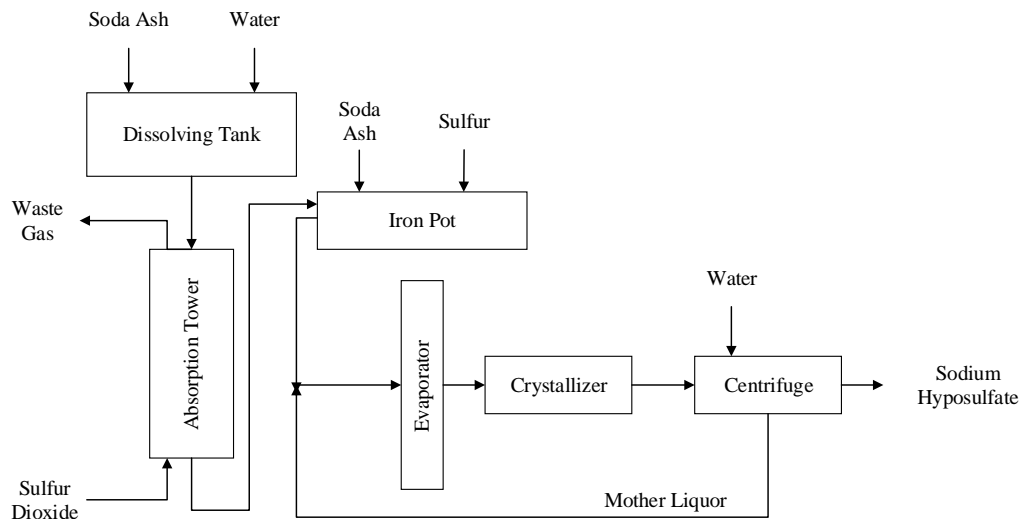 Soda Ash
Water
Dissolving Tank
Soda
Ash
Sulfur
Waste
Gas
Iron Pot
Absorption Tower
Water
Evaporator
Crystallizer
Centrifuge
Sodium
Hyposulfate
Sulfur
Dioxide
Mother Liquor